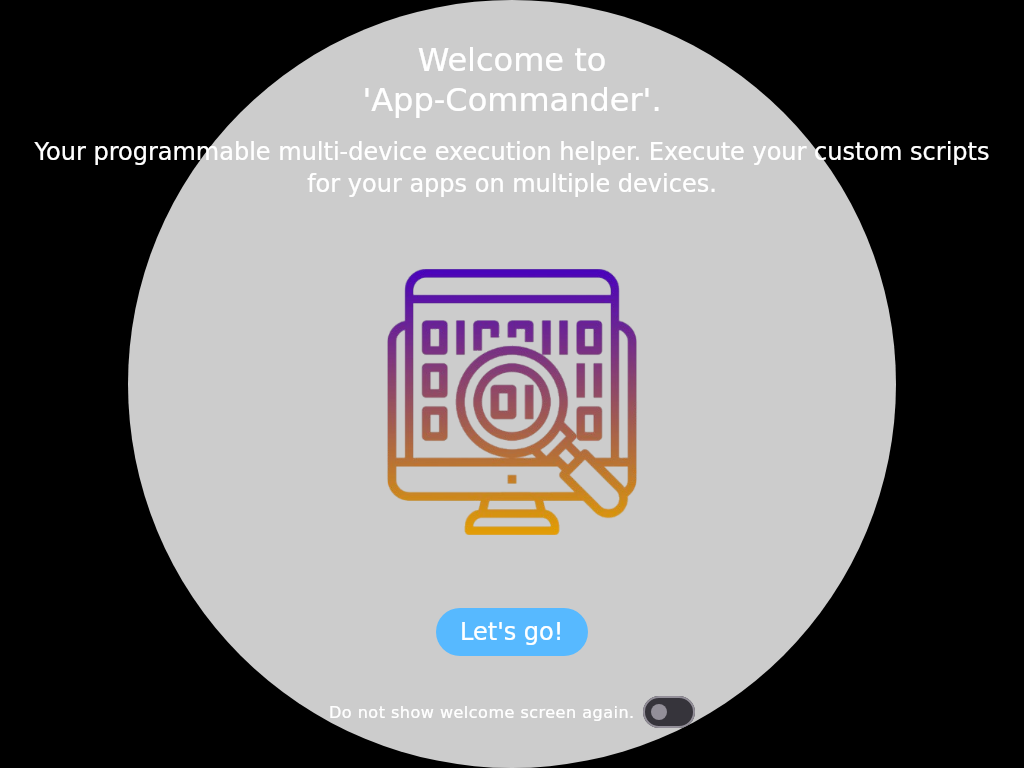 Welcome to
'App-Commander'.
Your programmable multi-device execution helper. Execute your custom scripts
for your apps on multiple devices.
01
Let's go!
Do not show welcome screen again.